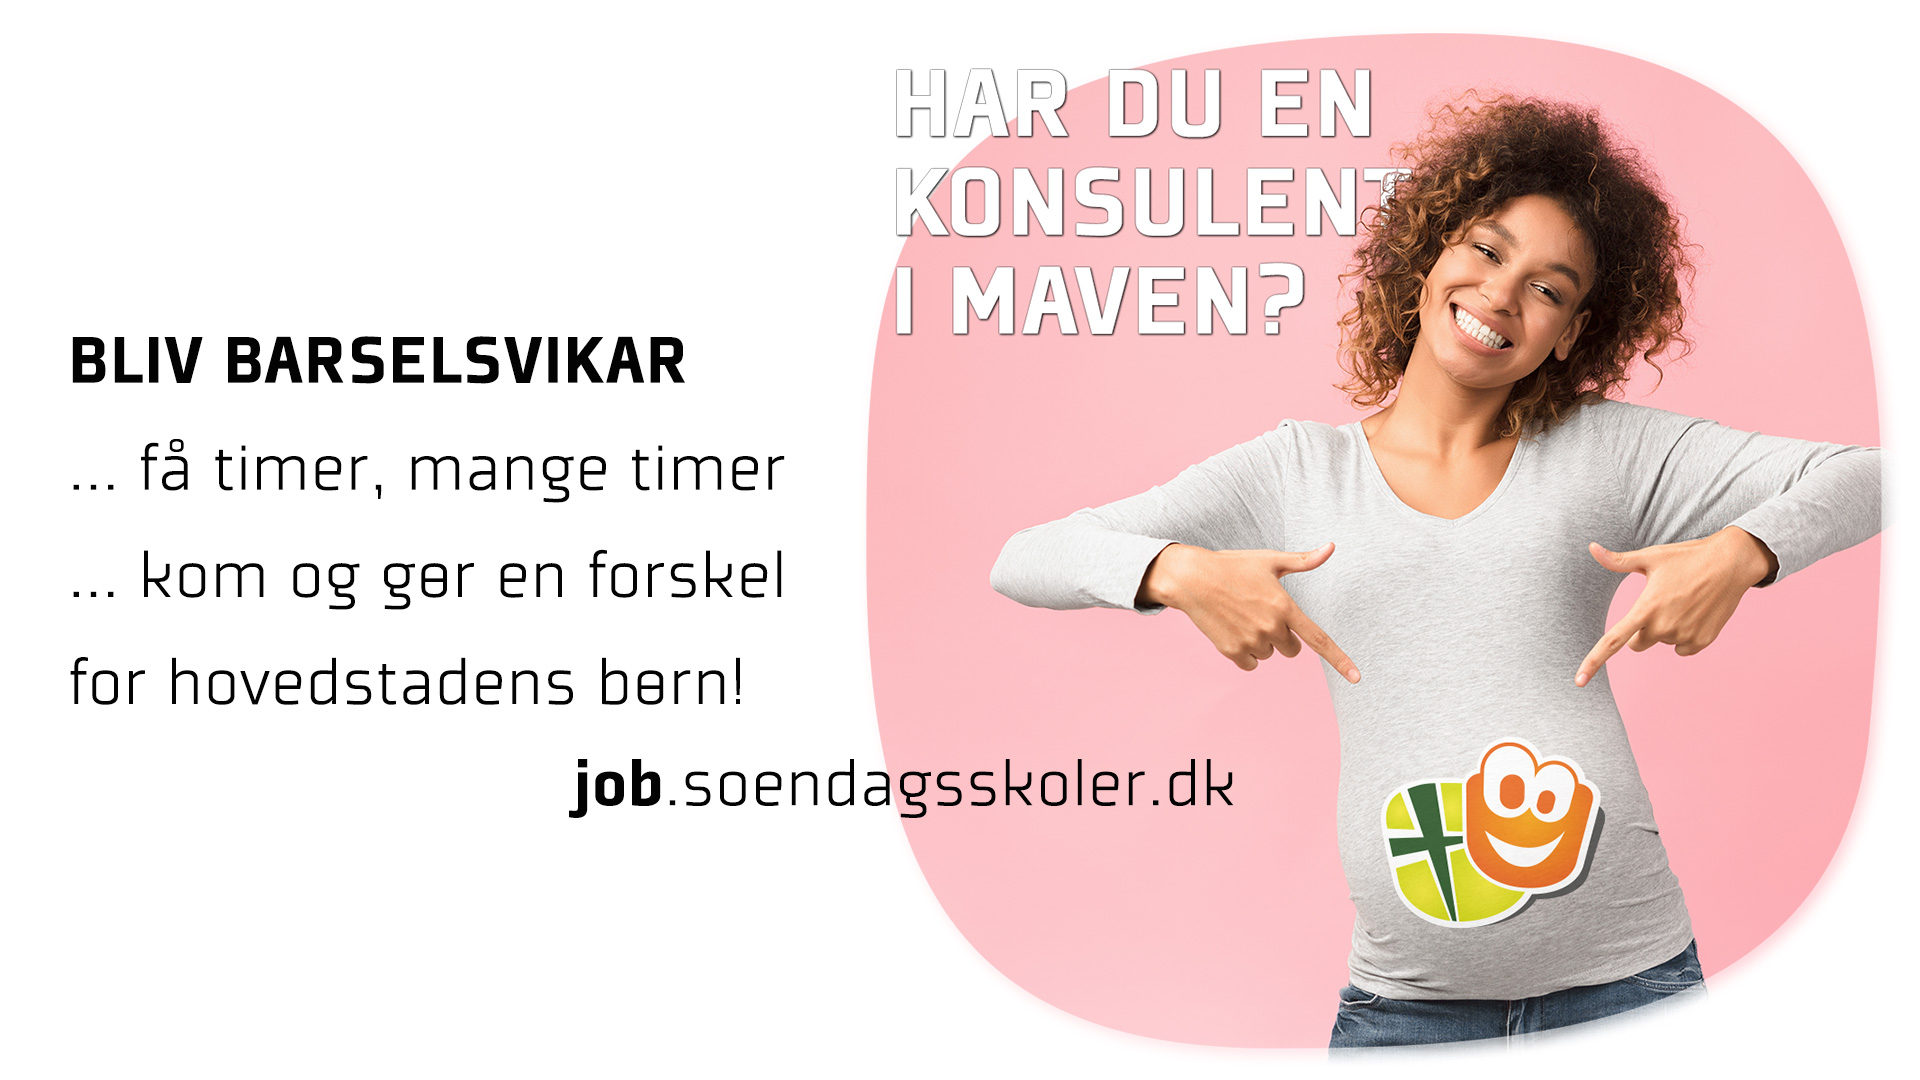 HAR DU EN
KONSULENT
I MAVEN?
BLIV BARSELSVIKAR
... få timer, mange timer
... kom og gør en forskel
for hovedstadens børn!
job.soendagsskoler.dk